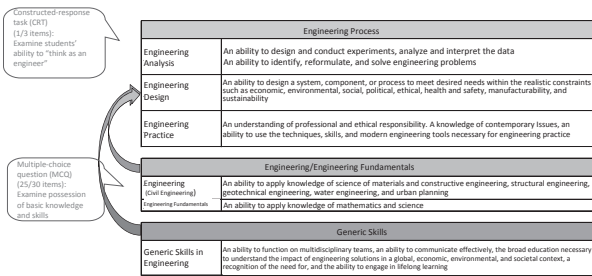 Constructed-response
task (CRT)
(1/3 items):
Examine students'
ability to "think as an
engineer"
Engineering Process
Engineering
Analysis
An ability to design and conduct experiments, analyze and interpret the data
An ability to identify, reformulate, and solve engineering problems
Engineering
Design
An ability to design a system, component, or process to meet desired needs within the realistic constraints
such as economic, environmental, social, political, ethical, health and safety, manufacturability, and
sustainability
Engineering
Practice
An understanding of professional and ethical responsibility. A knowledge of contemporary Issues, an
ability to use the techniques, skills, and modern engineering tools necessary for engineering practice
Multiple-choice
question (MCQ)
(25/30 items):
Examine possession
of basic knowledge
and skills
Engineering/Engineering Fundamentals
Engineering
(Civil Engineering)
An ability to apply knowledge of science of materials and constructive engineering, structural engineering,
geotechnical engineering, water engineering, and urban planning
Engineering Fundamentals
An ability to apply knowledge of mathematics and science
Generic Skills
Generic Skills in
Engineering
An ability to function on multidisciplinary teams, an ability to communicate effectively, the broad education necessary
to understand the impact of engineering solutions in a global, economic, environmental, and societal context, a
recognition of the need for, and the ability to engage in lifelong learning